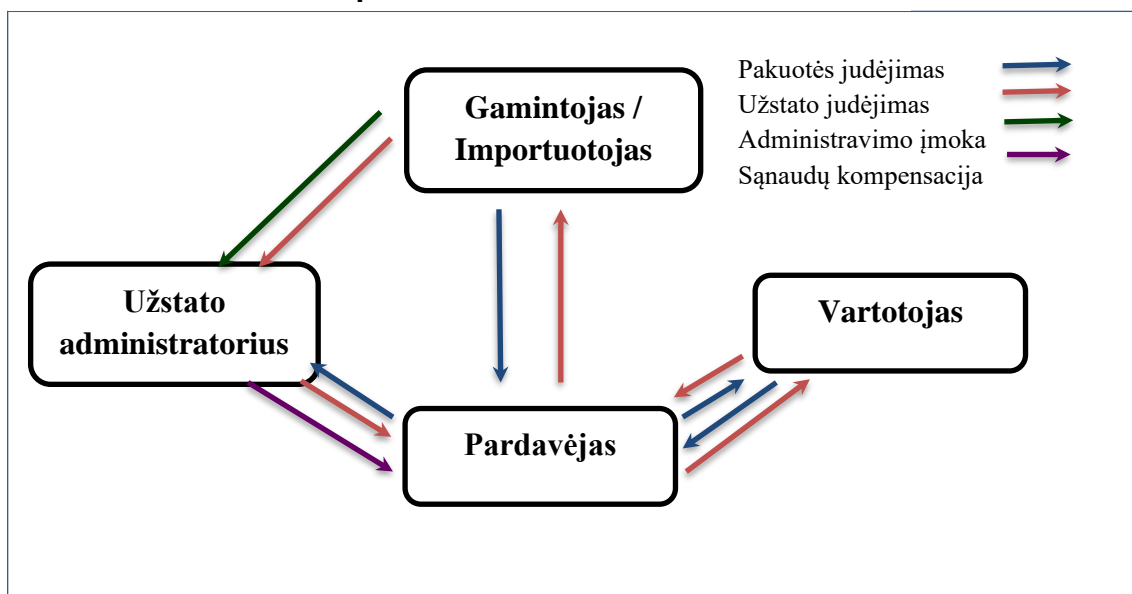 Pakuotės judėjimas
Užstato judėjimas
Administravimo įmoka
Sąnaudų kompensacija
Gamintojas /
Importuotojas
Užstato
administratorius
Vartotojas
Pardavėjas